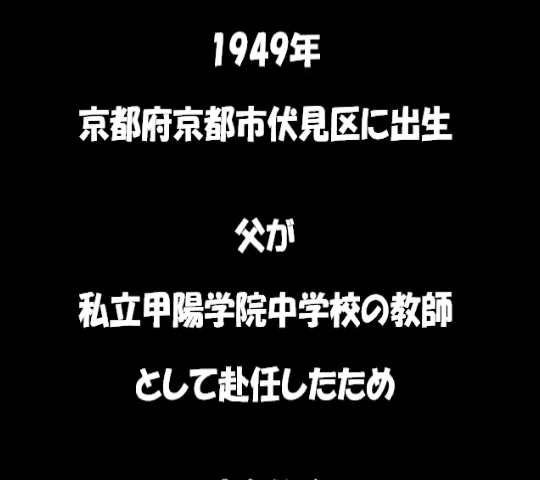 1949年
京都府京都市伏見区に出生
父が
私立甲陽学院中学校の教師
として赴任したため